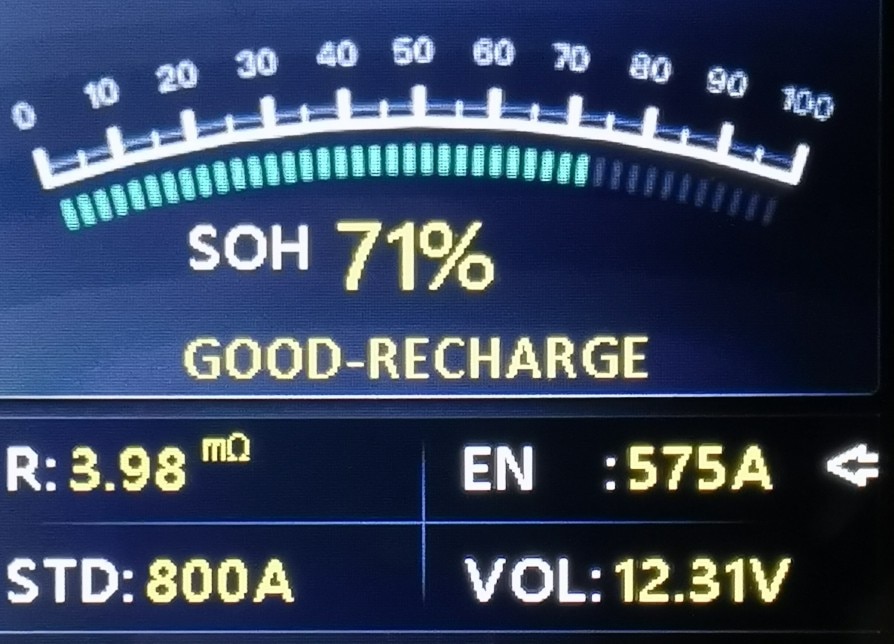 0 10 20 30 40 50 60 70 80 90 100
SOH 71%
GOOD-RECHARGE
R: 3.98 mΩ
EN :575A
STD: 800A
VOL: 12.31V